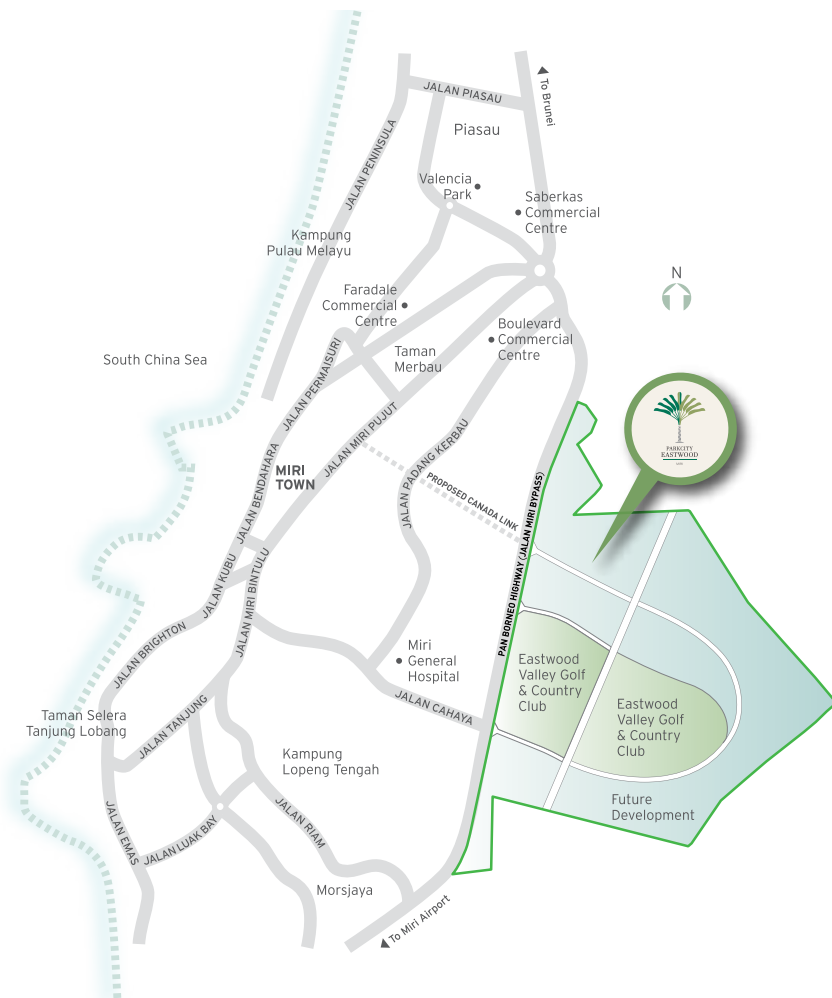 JALAN PIASAU
To Brunei
Piasau
JALAN PENINSULA
Valencia
Park
Saberkas
Commercial
Centre
Kampung
Pulau Melayu
N
Faradale
Commercial
Centre
Boulevard
Commercial
Centre
South China Sea
Taman
Merbau
JALAN PERMAISURI
JALAN MIRI PUJUT
PARKCITY
EASTWOOD
JALAN PADANG KERBAU
JALAN BENDAHARA
MIRI
TOWN
PROPOSED CANADA LINK
PAN BORNEO HIGHWAY (JALAN MIRI BYPASS)
JALAN KUBU
JALAN MIRI BINTULU
JALAN BRIGHTON
Miri
General
Hospital
Eastwood
Valley Golf
& Country
Club
Eastwood
Valley Golf
& Country
Club
JALAN CAHAYA
Taman Selera
Tanjung Lobang
JALAN TANJUNG
Kampung
Lopeng Tengah
Future
Development
JALAN EMAS
JALAN LUAK BAY
JALAN RIAM
Morsjaya
To Miri Airport